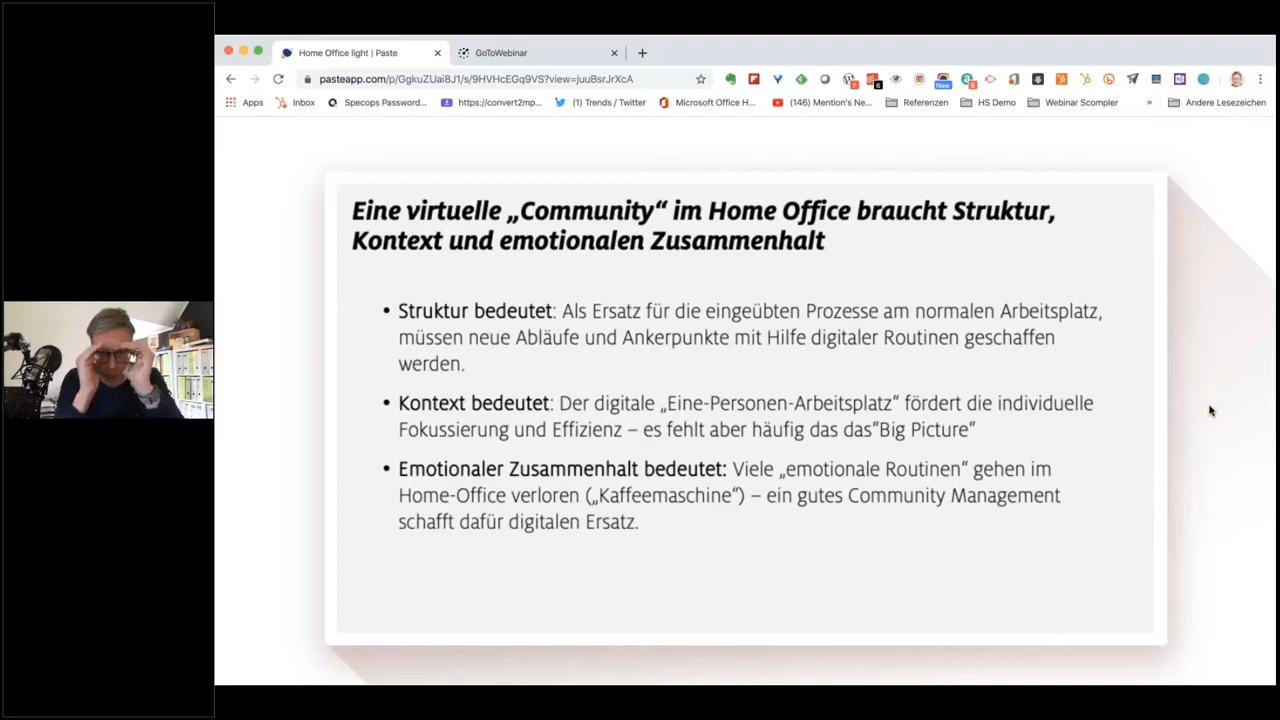 Home Office light | Paste
GoToWebinar
pasteapp.com/p/GgkuZUai8J1/s/9HVHcEGq9VS?view=juuBsrJrXcA
New
6
Apps
Inbox
Specops Password...
https://convert2mp...
(1) Trends / Twitter
Microsoft Office H...
(146) Mention's Ne...
Referenzen
HS Demo
Webinar Scompler
»
Andere Lesezeichen
Eine virtuelle „Community“ im Home Office braucht Struktur,
Kontext und emotionalen Zusammenhalt
• Struktur bedeutet: Als Ersatz für die eingeübten Prozesse am normalen Arbeitsplatz,
müssen neue Abläufe und Ankerpunkte mit Hilfe digitaler Routinen geschaffen
werden.
• Kontext bedeutet: Der digitale „Eine-Personen-Arbeitsplatz“ fördert die individuelle
Fokussierung und Effizienz – es fehlt aber häufig das das“Big Picture“
• Emotionaler Zusammenhalt bedeutet: Viele „emotionale Routinen“ gehen im
Home-Office verloren („Kaffeemaschine“) – ein gutes Community Management
schafft dafür digitalen Ersatz.